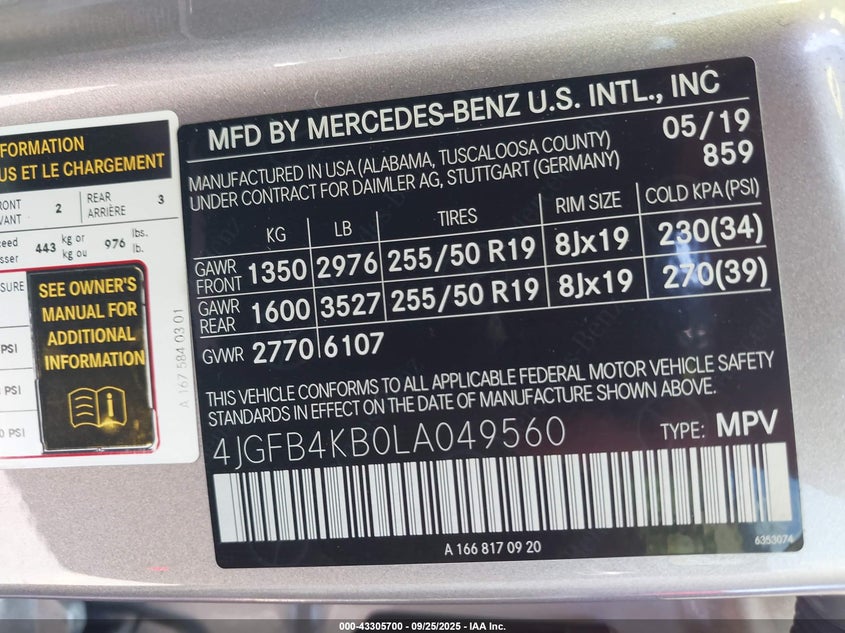 FORMATION
US ET LE CHARGEMENT
FRONT
VANT
2
REAR
ARRIÈRE
3
443
kg or
kg ou
976
lbs.
lb.
SURE
PSI
PSI
PSI
SEE OWNER'S
MANUAL FOR
ADDITIONAL
INFORMATION
A 167 584 03 01
MFD BY MERCEDES-BENZ U.S. INTL., INC
MANUFACTURED IN USA (ALABAMA, TUSCALOOSA COUNTY)
UNDER CONTRACT FOR DAIMLER AG, STUTTGART (GERMANY)
05/19
859
KG LB TIRES RIM SIZE COLD KPA (PSI)
GAWR FRONT 1350 2976 255/50 R19 8Jx19 230(34)
GAWR REAR 1600 3527 255/50 R19 8Jx19 270(39)
GVWR 2770 6107
THIS VEHICLE CONFORMS TO ALL APPLICABLE FEDERAL MOTOR VEHICLE SAFETY
STANDARDS IN EFFECT ON THE DATE OF MANUFACTURE SHOWN ABOVE.
4JGFB4KB0LA049560 TYPE: MPV
A 166 817 09 20
6353074
000-43305700 - 09/25/2025 - IAA Inc.